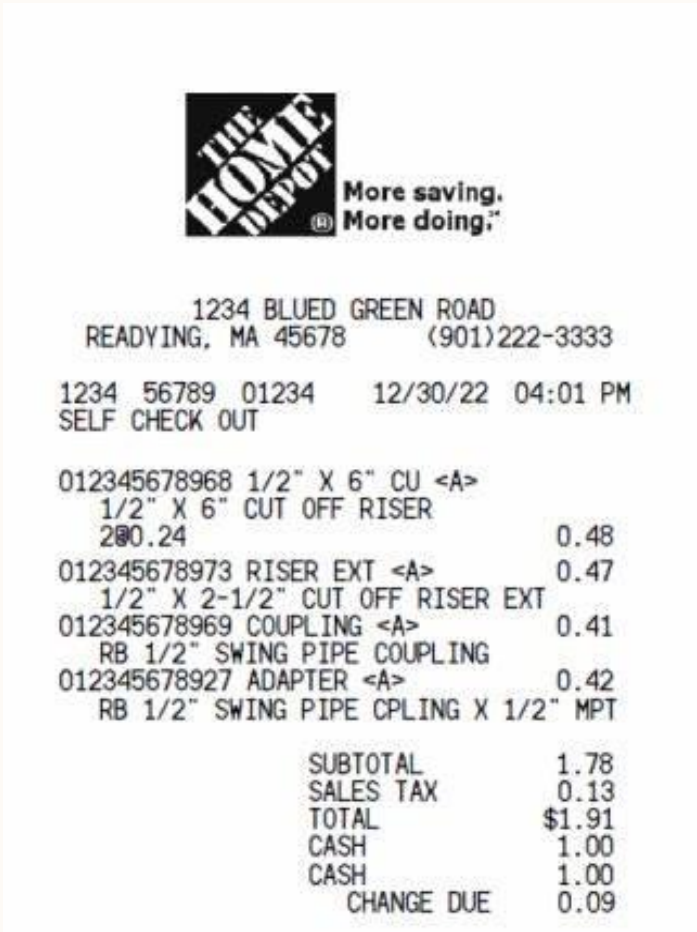 THE
HOME
DEPOT
®
More saving.
More doing.™
1234 BLUED GREEN ROAD
READYING, MA 45678 (901)222-3333
1234 56789 01234 12/30/22 04:01 PM
SELF CHECK OUT
012345678968 1/2" X 6" CU <A>
1/2" X 6" CUT OFF RISER
2@0.24 0.48
012345678973 RISER EXT <A> 0.47
1/2" X 2-1/2" CUT OFF RISER EXT
012345678969 COUPLING <A> 0.41
RB 1/2" SWING PIPE COUPLING
012345678927 ADAPTER <A> 0.42
RB 1/2" SWING PIPE CPLING X 1/2" MPT
SUBTOTAL 1.78
SALES TAX 0.13
TOTAL $1.91
CASH 1.00
CASH 1.00
CHANGE DUE 0.09